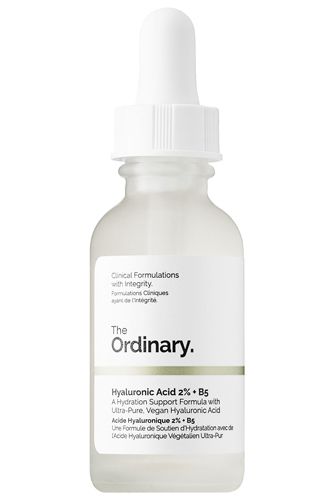 Clinical Formulations
with Integrity.
Formulations Cliniques
ayant de l'Intégrité.
The
Ordinary.
Hyaluronic Acid 2% + B5
A Hydration Support Formula with
Ultra-Pure, Vegan Hyaluronic Acid
Acide Hyaluronique 2% + B5
Une Formule de Soutien d'Hydratation avec de
l'Acide Hyaluronique Végétalien Ultra-Pur